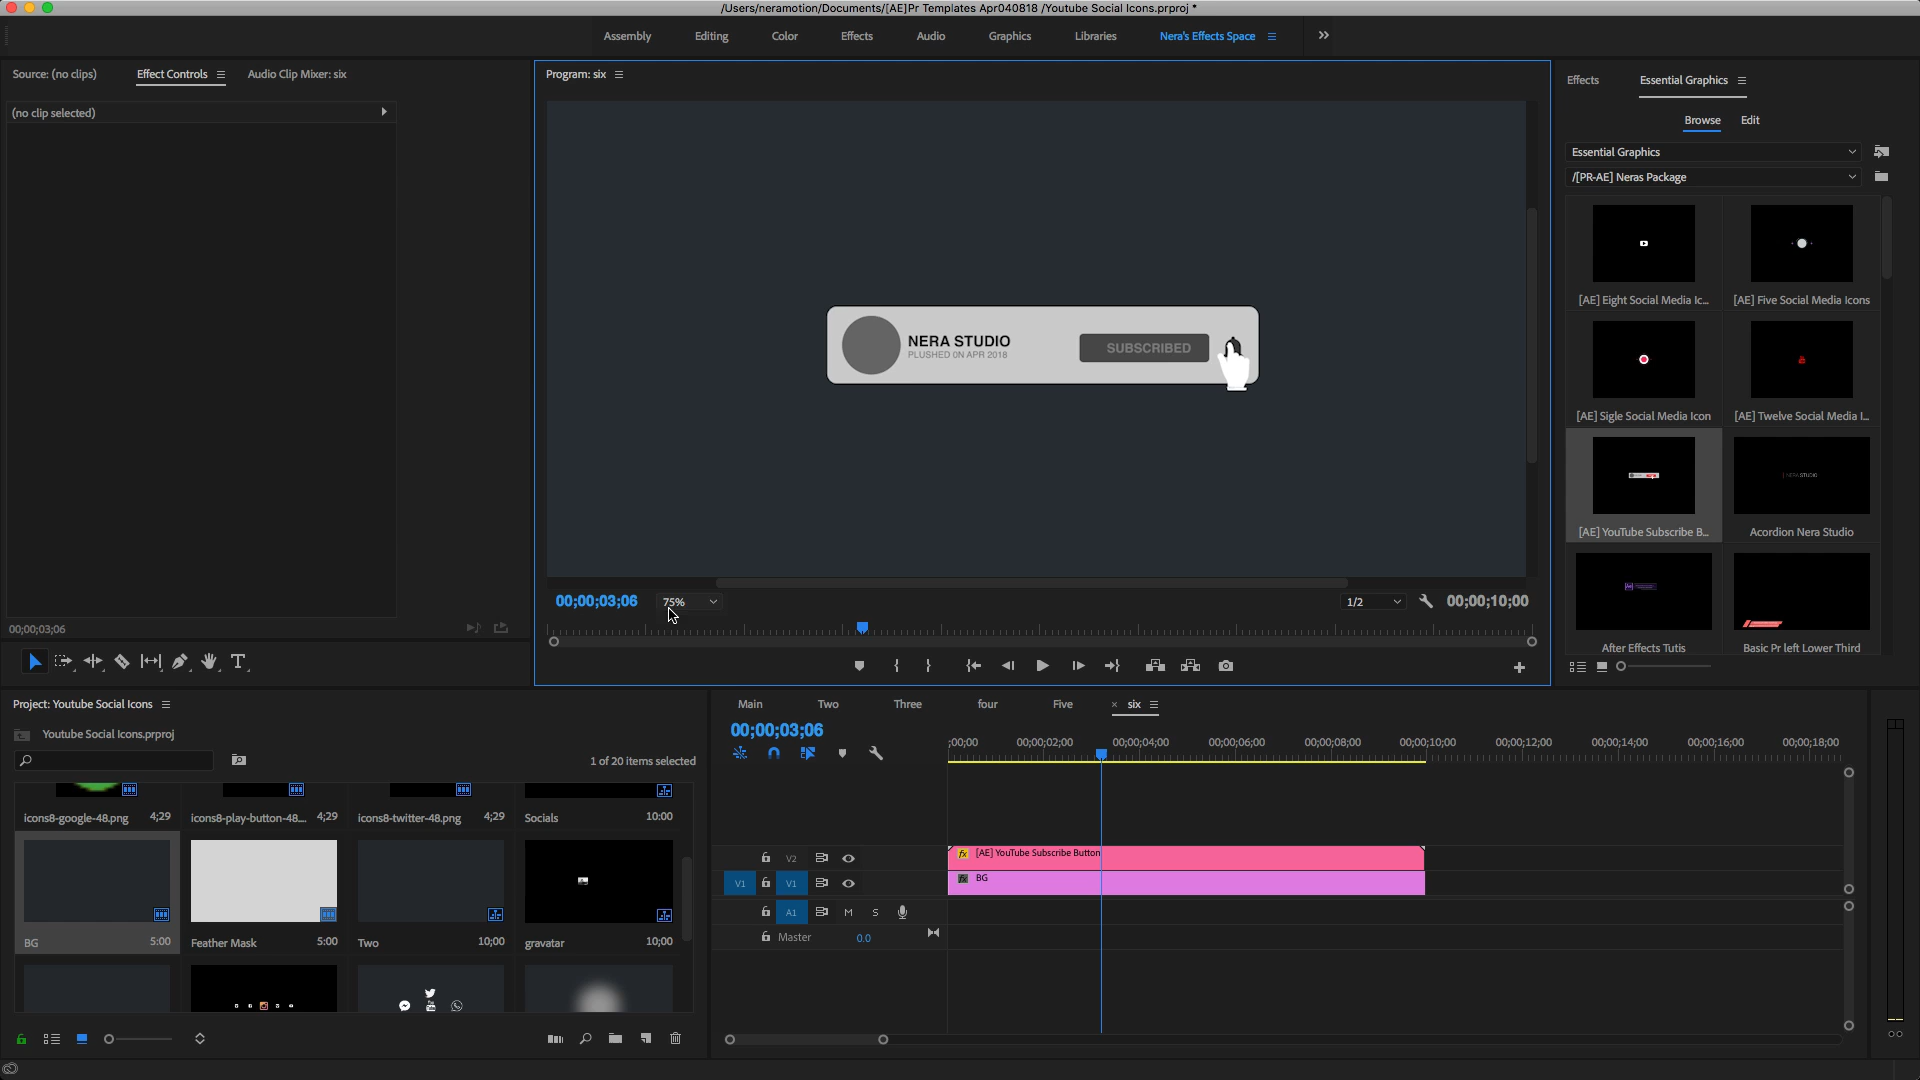 /Users/neramotion/Documents/[AE]Pr Templates Apr040818 /Youtube Social Icons.prproj *
Assembly Editing Color Effects Audio Graphics Libraries Nera's Effects Space
Source: (no clips) Effect Controls Audio Clip Mixer: six
(no clip selected)
00;00;03;06
Program: six
NERA STUDIO
PLUSHED ON APR 2018
SUBSCRIBED
00;00;03;06 75% 1/2 00;00;10;00
Effects Essential Graphics
Browse Edit
Essential Graphics
/[PR-AE] Neras Package
[AE] Eight Social Media Ic... [AE] Five Social Media Icons
[AE] Sigle Social Media Icon [AE] Twelve Social Media I...
[AE] YouTube Subscribe B... Acordion Nera Studio
After Effects Tutis Basic Pr left Lower Third
Project: Youtube Social Icons
Youtube Social Icons.prproj
1 of 20 items selected
icons8-google-48.png 4;29 icons8-play-button-48.... 4;29 icons8-twitter-48.png 4;29 Socials 10:00
BG 5:00 Feather Mask 5:00 Two 10;00 gravatar 10;00
Main Two Three four Five × six
00;00;03;06
;00;00 00;00;02;00 00;00;04;00 00;00;06;00 00;00;08;00 00;00;10;00 00;00;12;00 00;00;14;00 00;00;16;00 00;00;18;00
V2 fx [AE] YouTube Subscribe Button
V1 V1 fx BG
A1 M S
Master 0.0